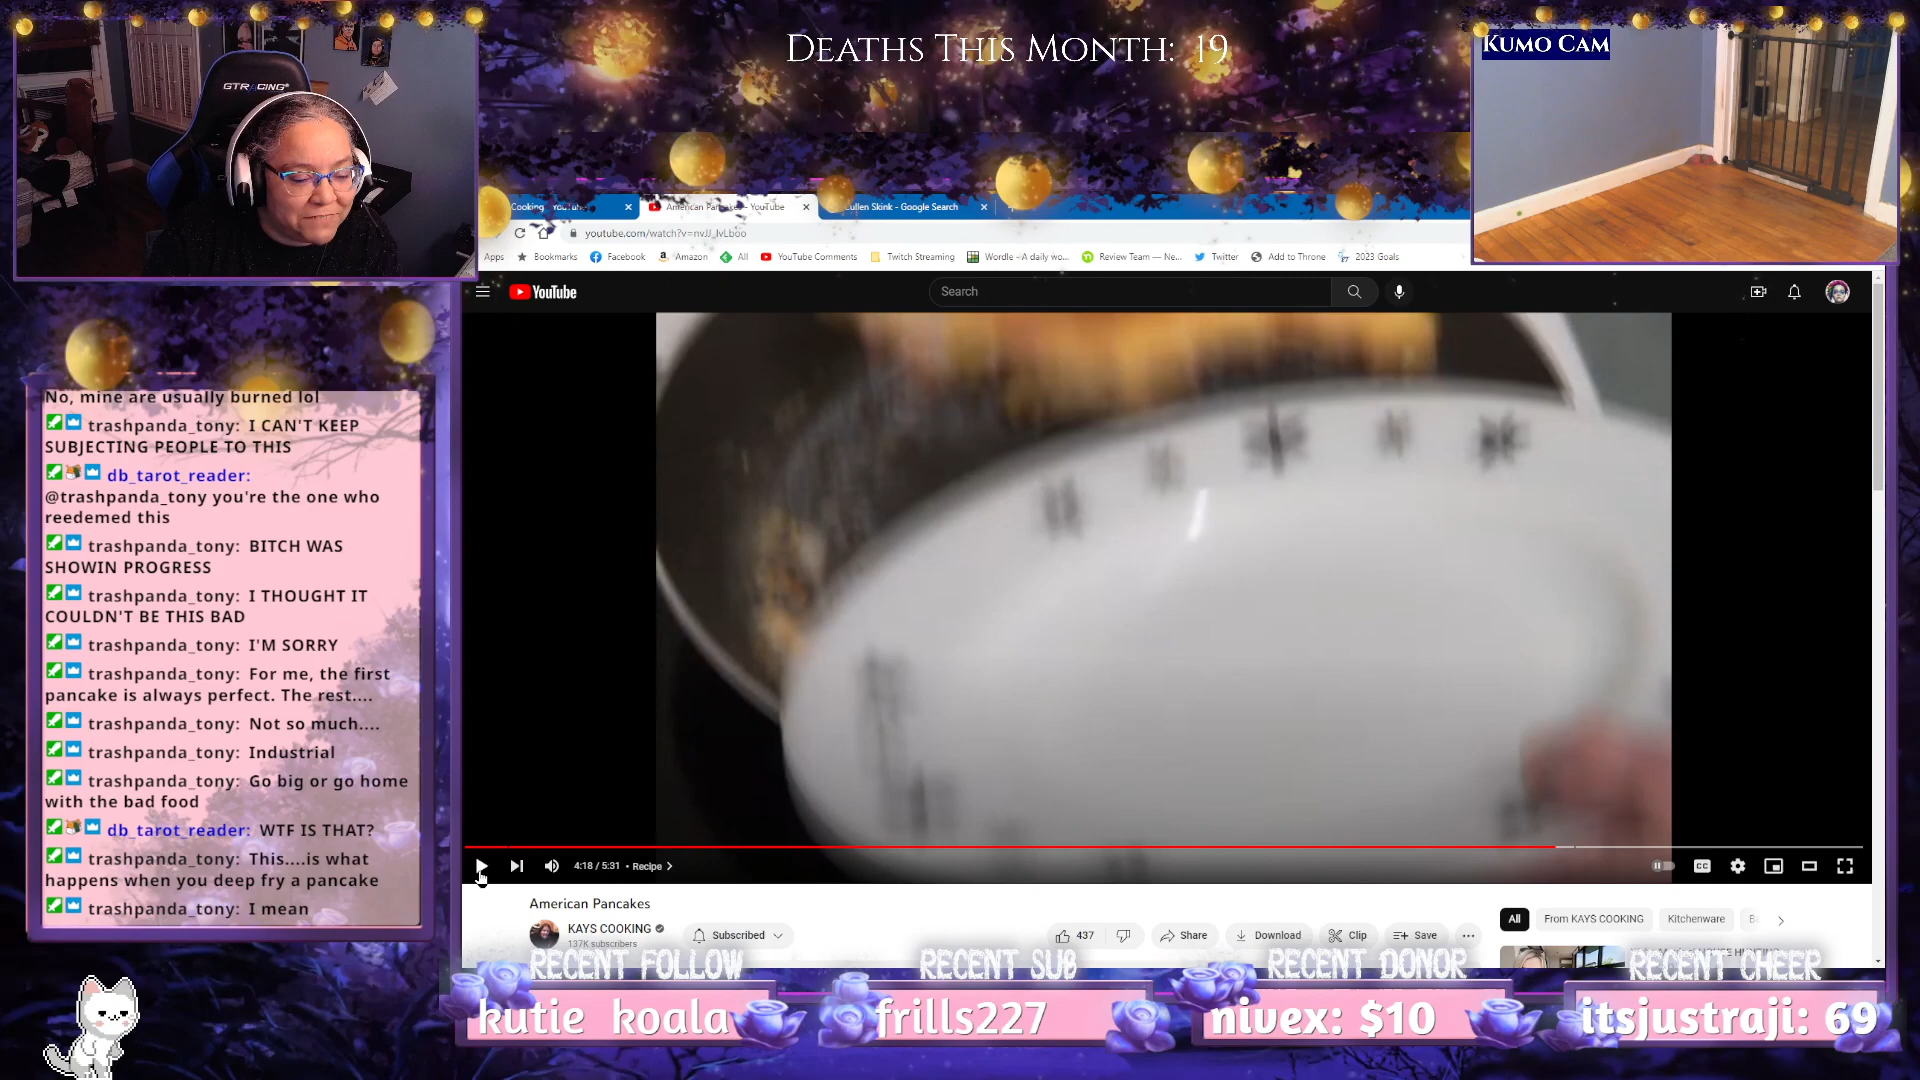 DEATHS THIS MONTH: 19
KUMO CAM
GTRACING
American Pancakes - YouTube
Cullen Skink - Google Search
youtube.com/watch?v=nvJJ_IvLboo
Apps
Bookmarks
Facebook
Amazon
All
YouTube Comments
Twitch Streaming
Wordle - A daily wo...
Review Team — Ne...
Twitter
Add to Throne
2023 Goals
YouTube
Search
No, mine are usually burned lol
trashpanda_tony: I CAN'T KEEP
SUBJECTING PEOPLE TO THIS
db_tarot_reader:
@trashpanda_tony you're the one who
reedemed this
trashpanda_tony: BITCH WAS
SHOWIN PROGRESS
trashpanda_tony: I THOUGHT IT
COULDN'T BE THIS BAD
trashpanda_tony: I'M SORRY
trashpanda_tony: For me, the first
pancake is always perfect. The rest....
trashpanda_tony: Not so much....
trashpanda_tony: Industrial
trashpanda_tony: Go big or go home
with the bad food
db_tarot_reader: WTF IS THAT?
trashpanda_tony: This....is what
happens when you deep fry a pancake
trashpanda_tony: I mean
4:18 / 5:31 • Recipe
CC
American Pancakes
KAYS COOKING
137K subscribers
Subscribed
437
Share
Download
Clip
Save
All
From KAYS COOKING
Kitchenware
RECENT FOLLOW
kutie_koala
RECENT SUB
frills227
RECENT DONOR
nivex: $10
RECENT CHEER
itsjustraji: 69